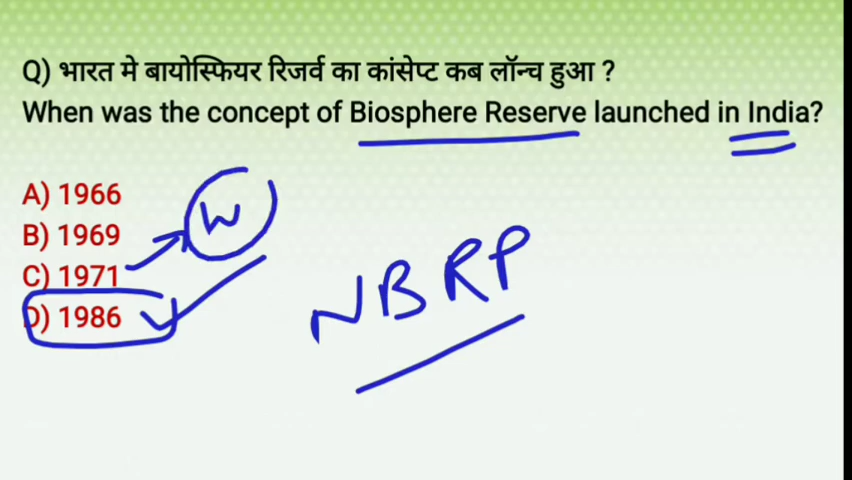 Q) भारत मे बायोस्फियर रिजर्व का कांसेप्ट कब लॉन्च हुआ ?
When was the concept of Biosphere Reserve launched in India?
A) 1966
B) 1969
C) 1971
D) 1986
W
NBRP